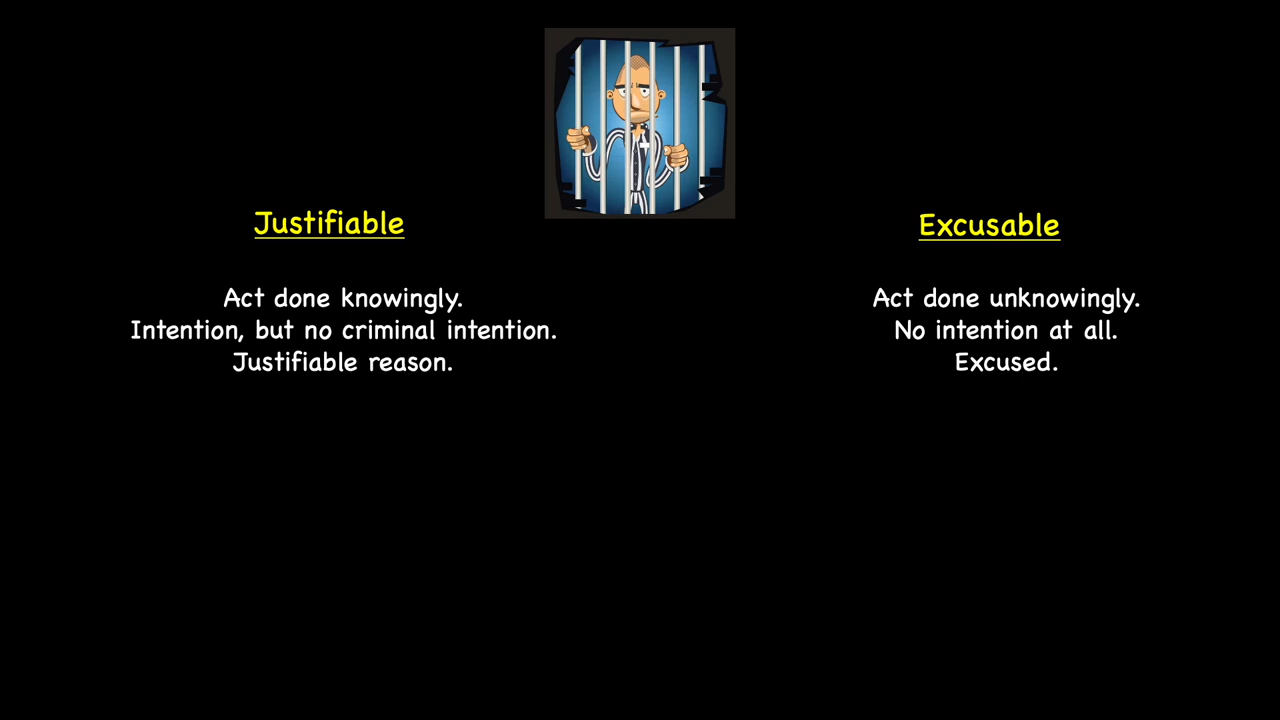 Justifiable
Act done knowingly.
Intention, but no criminal intention.
Justifiable reason.
Excusable
Act done unknowingly.
No intention at all.
Excused.